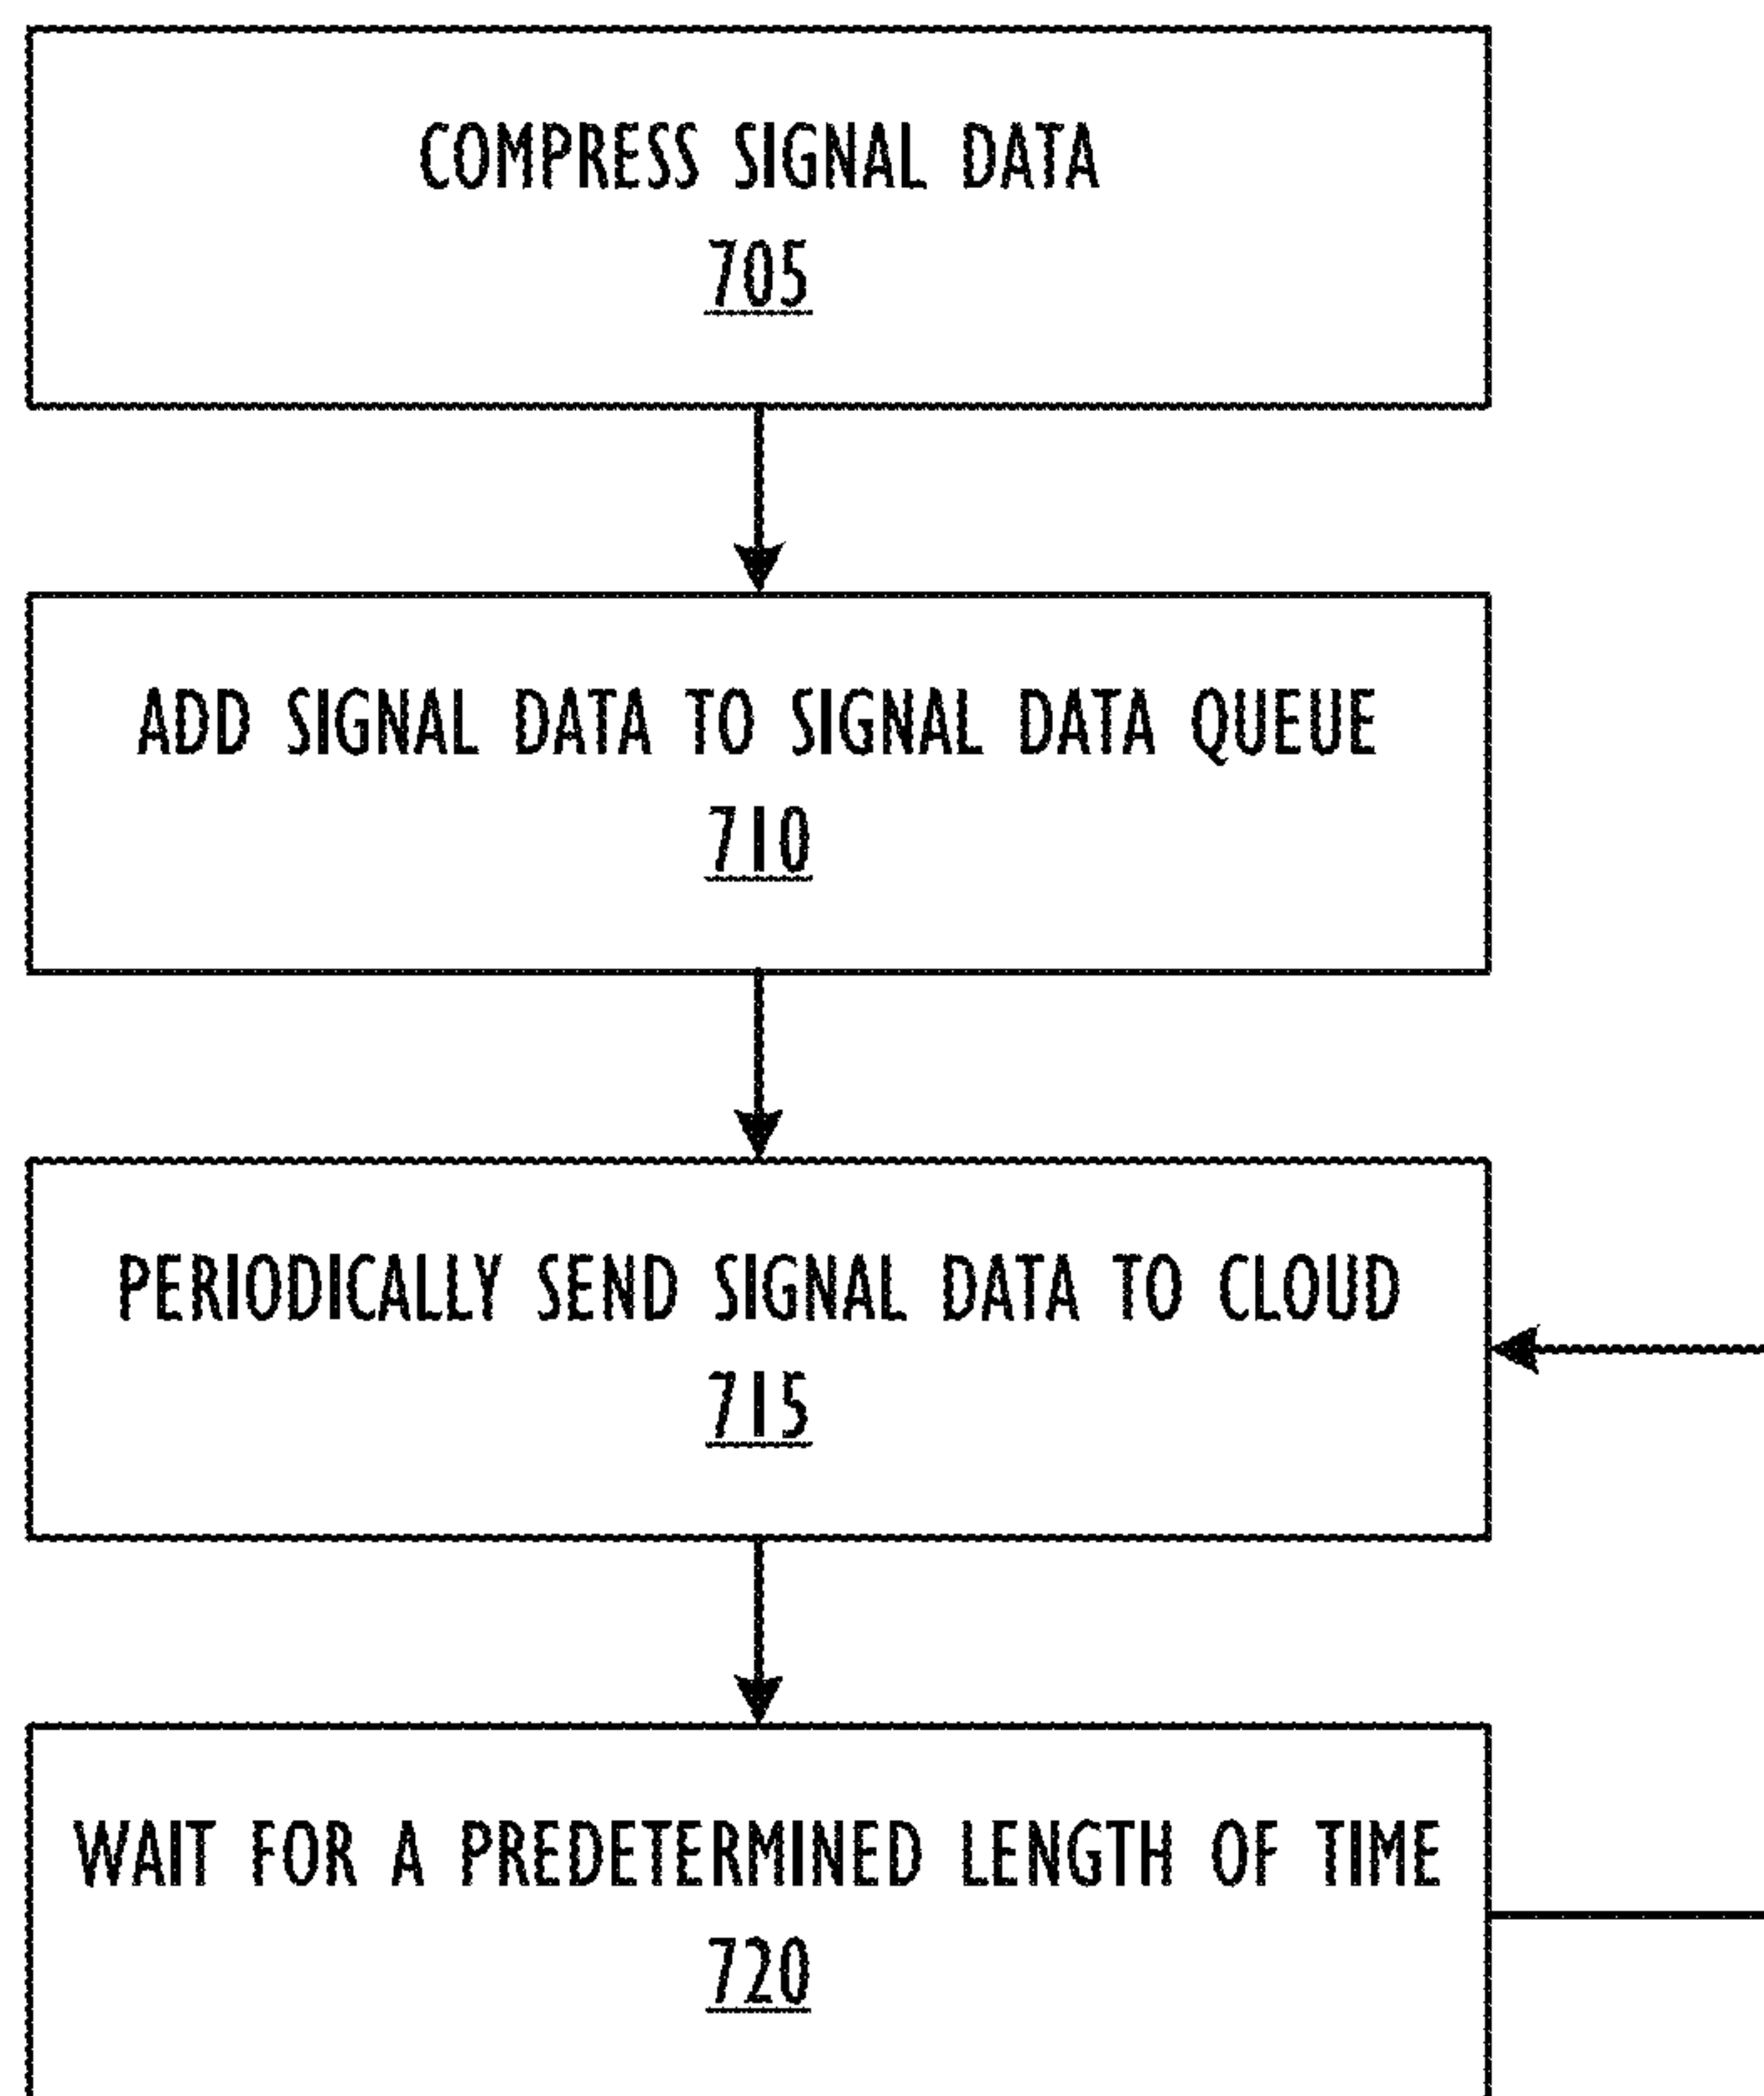 COMPRESS SIGNAL DATA
705
ADD SIGNAL DATA TO SIGNAL DATA QUEUE
710
PERIODICALLY SEND SIGNAL DATA TO CLOUD
715
WAIT FOR A PREDETERMINED LENGTH OF TIME
720